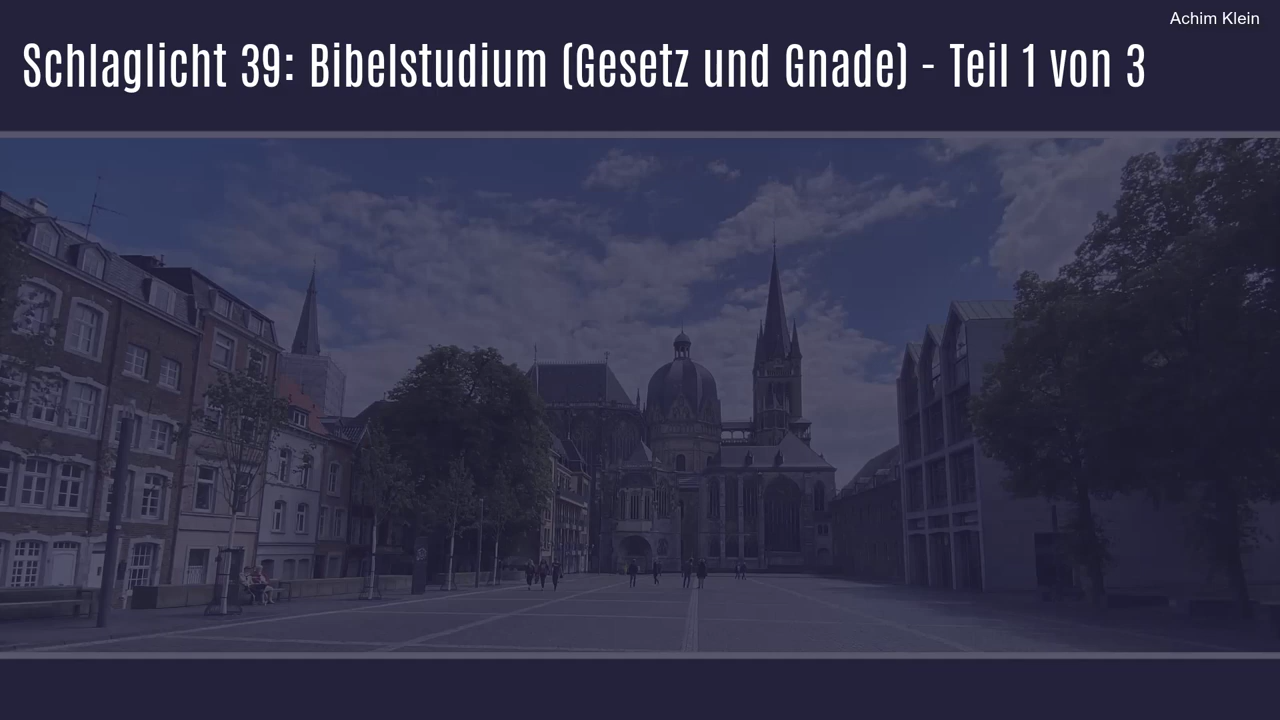 Achim Klein
Schlaglicht 39: Bibelstudium (Gesetz und Gnade) - Teil 1 von 3